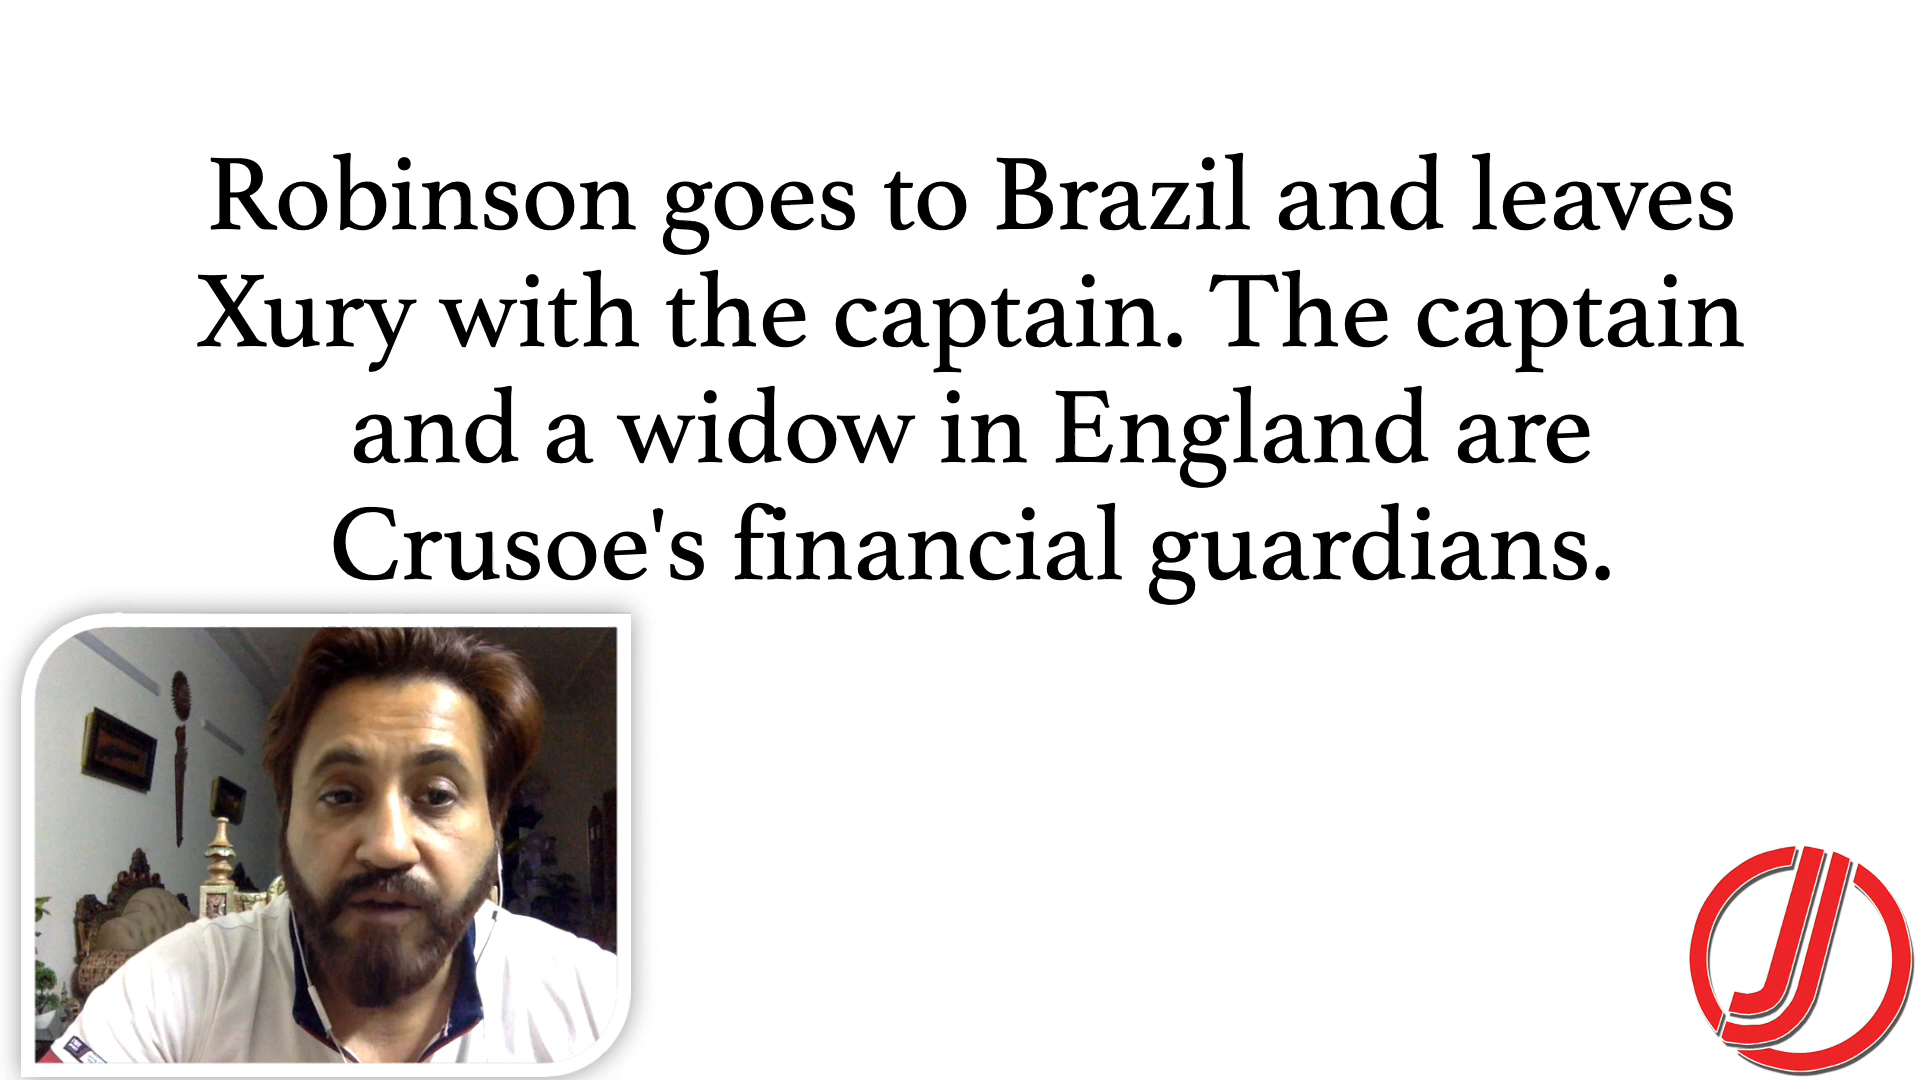 Robinson goes to Brazil and leaves
Xury with the captain. The captain
and a widow in England are
Crusoe's financial guardians.